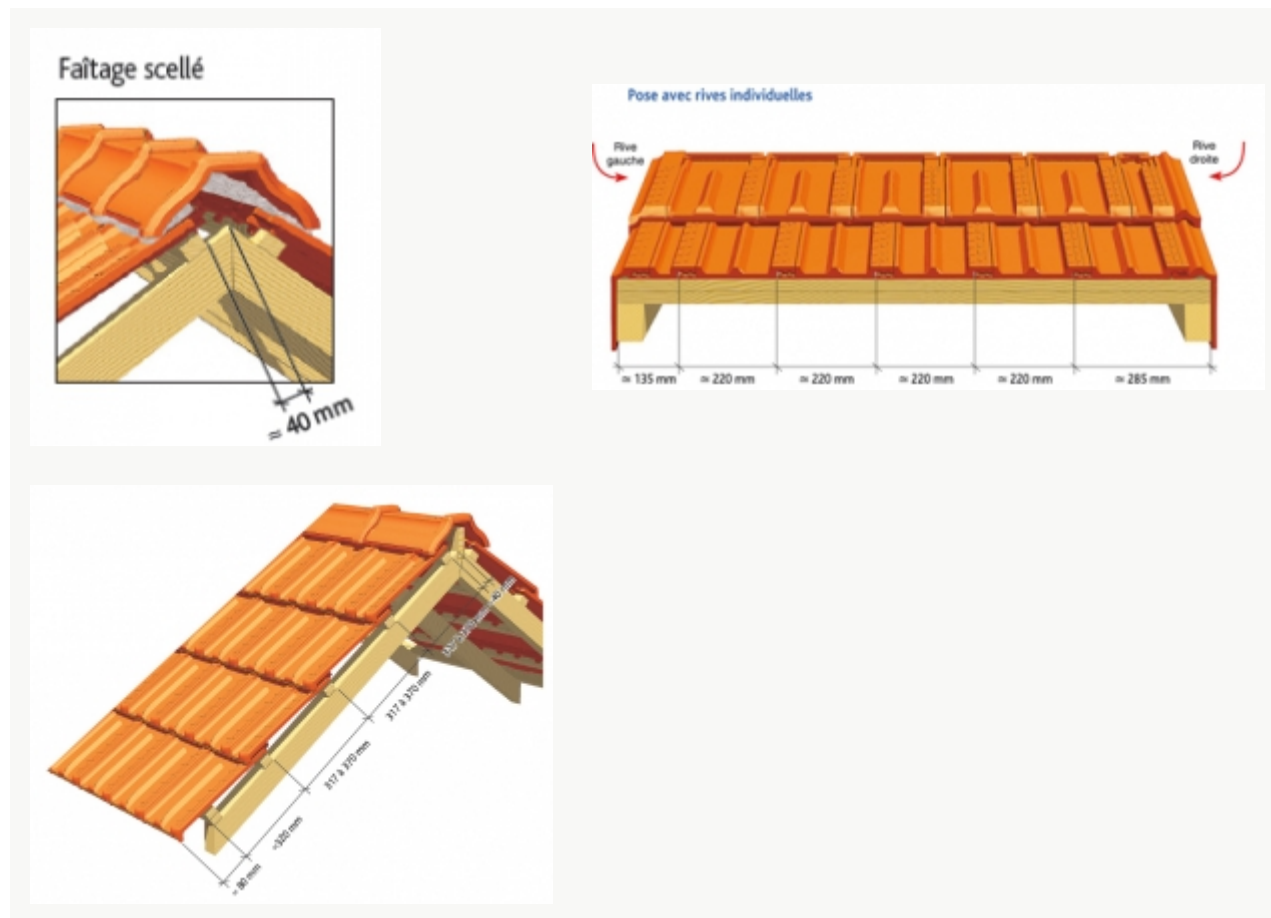 Faîtage scellé
≃ 40 mm
Pose avec rives individuelles
Rive
gauche
Rive
droite
≃ 135 mm
≃ 220 mm
≃ 220 mm
≃ 220 mm
≃ 220 mm
≃ 285 mm
317 à 370 mm
317 à 370 mm
≃320 mm
≃ 80 mm